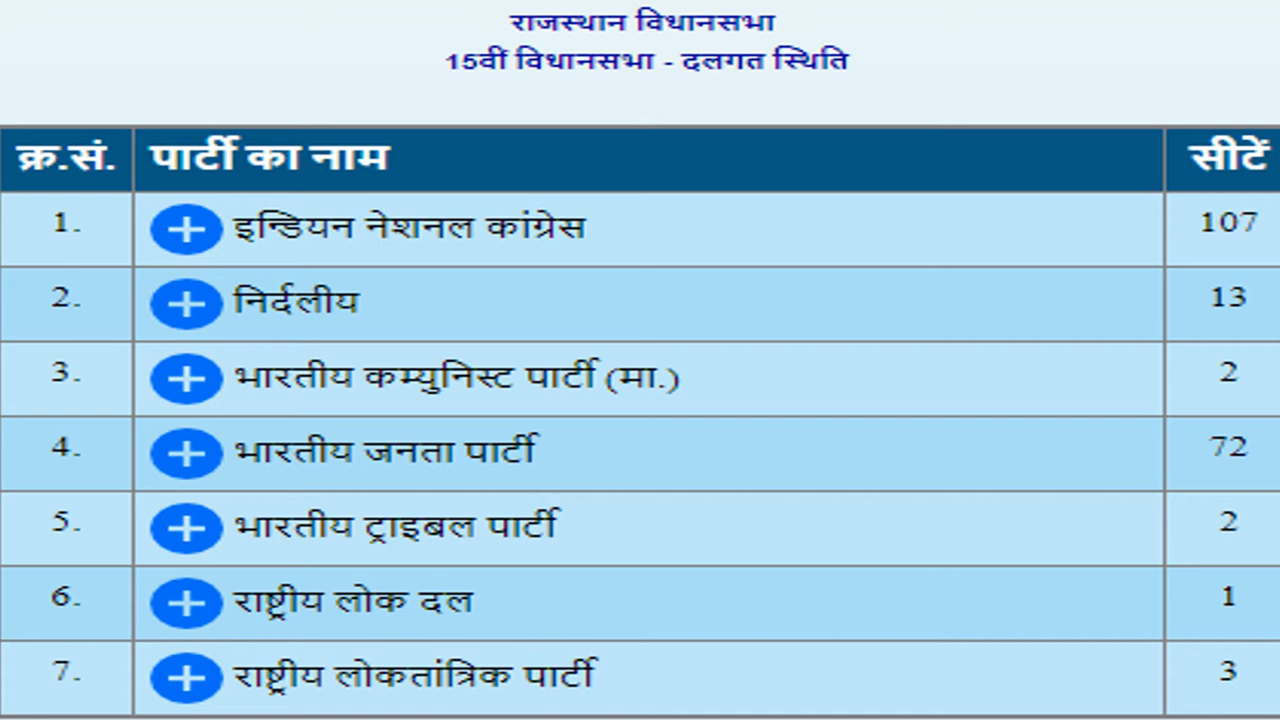 राजस्थान विधानसभा
15वीं विधानसभा - दलगत स्थिति
क्र.सं. पार्टी का नाम सीटें
1. इन्डियन नेशनल कांग्रेस 107
2. निर्दलीय 13
3. भारतीय कम्युनिस्ट पार्टी (मा.) 2
4. भारतीय जनता पार्टी 72
5. भारतीय ट्राइबल पार्टी 2
6. राष्ट्रीय लोक दल 1
7. राष्ट्रीय लोकतांत्रिक पार्टी 3